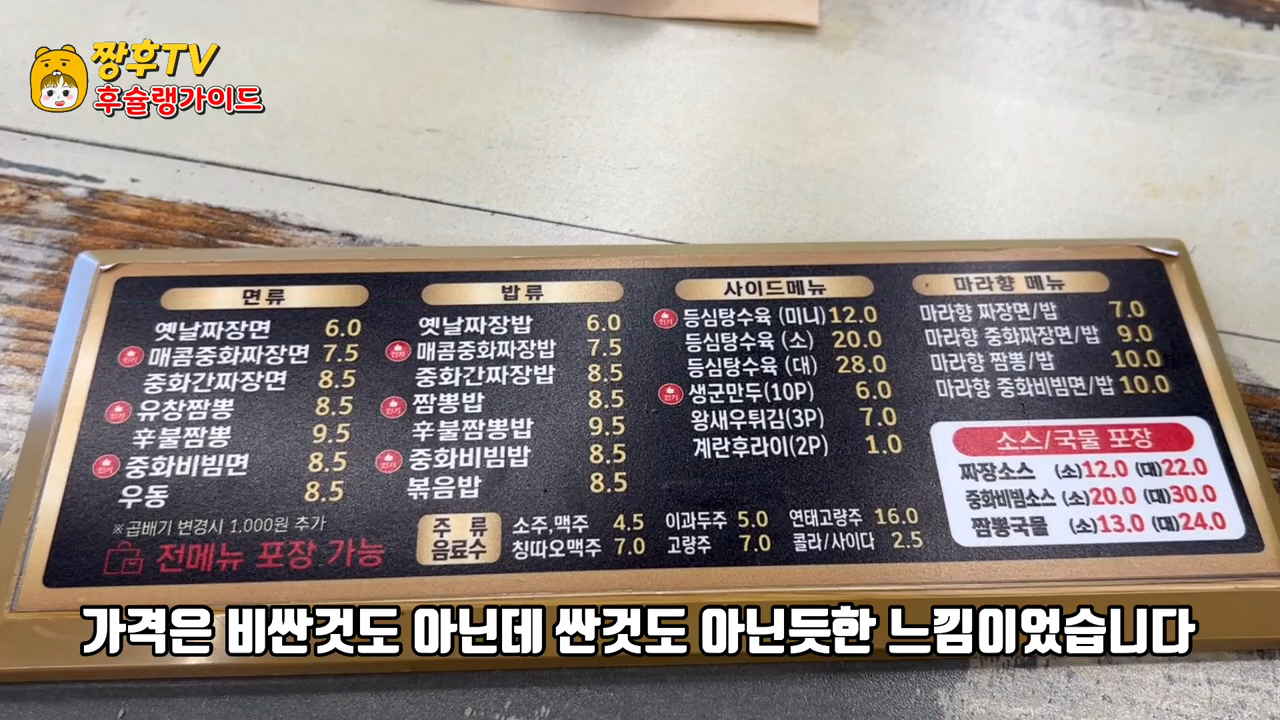 짱후TV
후슐랭가이드
면류
옛날짜장면 6.0
인기 매콤중화짜장면 7.5
중화간짜장면 8.5
인기 유창짬뽕 8.5
후불짬뽕 9.5
인기 중화비빔면 8.5
우동 8.5
※곱배기 변경시 1.000원 추가
전메뉴 포장 가능
밥류
옛날짜장밥 6.0
인기 매콤중화짜장밥 7.5
중화간짜장밥 8.5
인기 짬뽕밥 8.5
후불짬뽕밥 9.5
인기 중화비빔밥 8.5
볶음밥 8.5
사이드메뉴
인기 등심탕수육 (미니) 12.0
등심탕수육 (소) 20.0
등심탕수육 (대) 28.0
인기 생군만두(10P) 6.0
왕새우튀김(3P) 7.0
계란후라이(2P) 1.0
마라향 메뉴
마라향 짜장면/밥 7.0
마라향 중화짜장면/밥 9.0
마라향 짬뽕/밥 10.0
마라향 중화비빔면/밥 10.0
소스/국물 포장
짜장소스 (소)12.0 (대)22.0
중화비빔소스 (소)20.0 (대)30.0
짬뽕국물 (소)13.0 (대)24.0
주 류
음료수
소주,맥주 4.5 이과두주 5.0 연태고량주 16.0
칭따오맥주 7.0 고량주 7.0 콜라/사이다 2.5
가격은 비싼것도 아닌데 싼것도 아닌듯한 느낌이었습니다